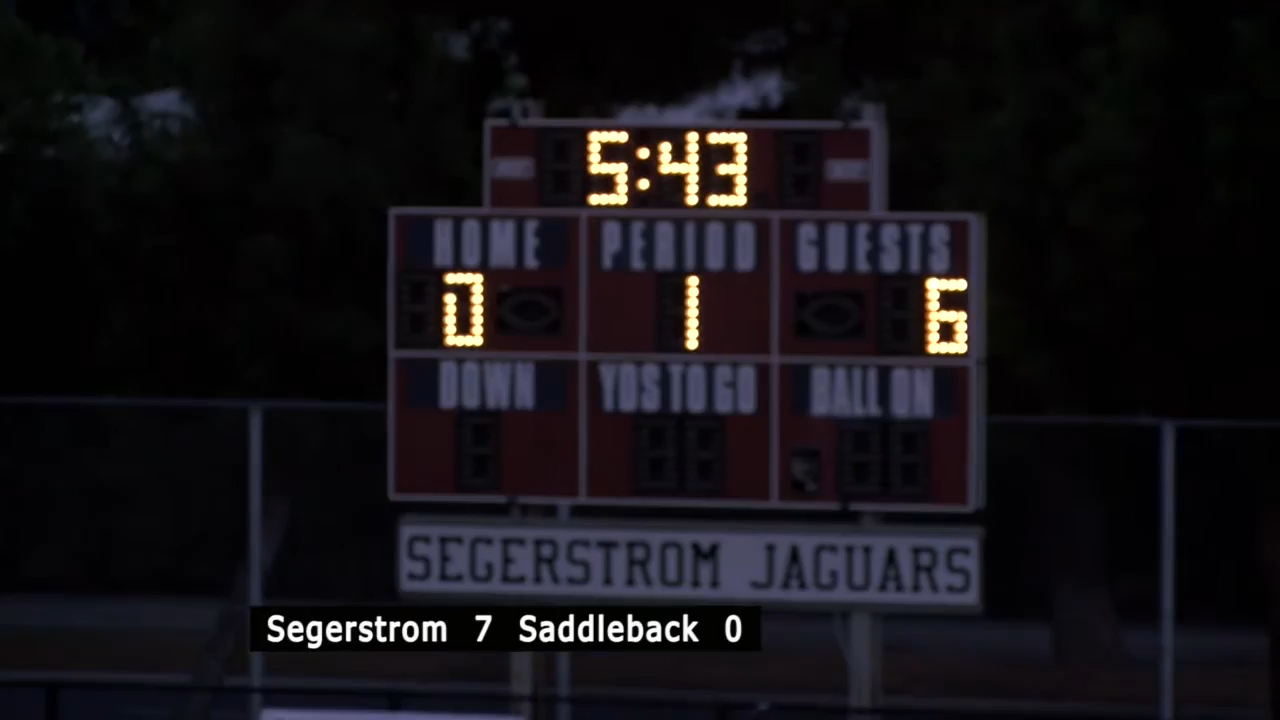 5:43
HOME PERIOD GUESTS
0 1 6
DOWN YDS TO GO BALL ON
SEGERSTROM JAGUARS
Segerstrom 7 Saddleback 0